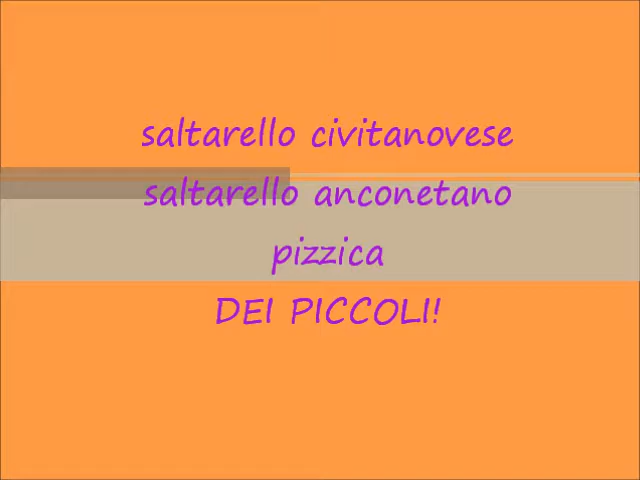 saltarello civitanovese
saltarello anconetano
pizzica
DEI PICCOLI!